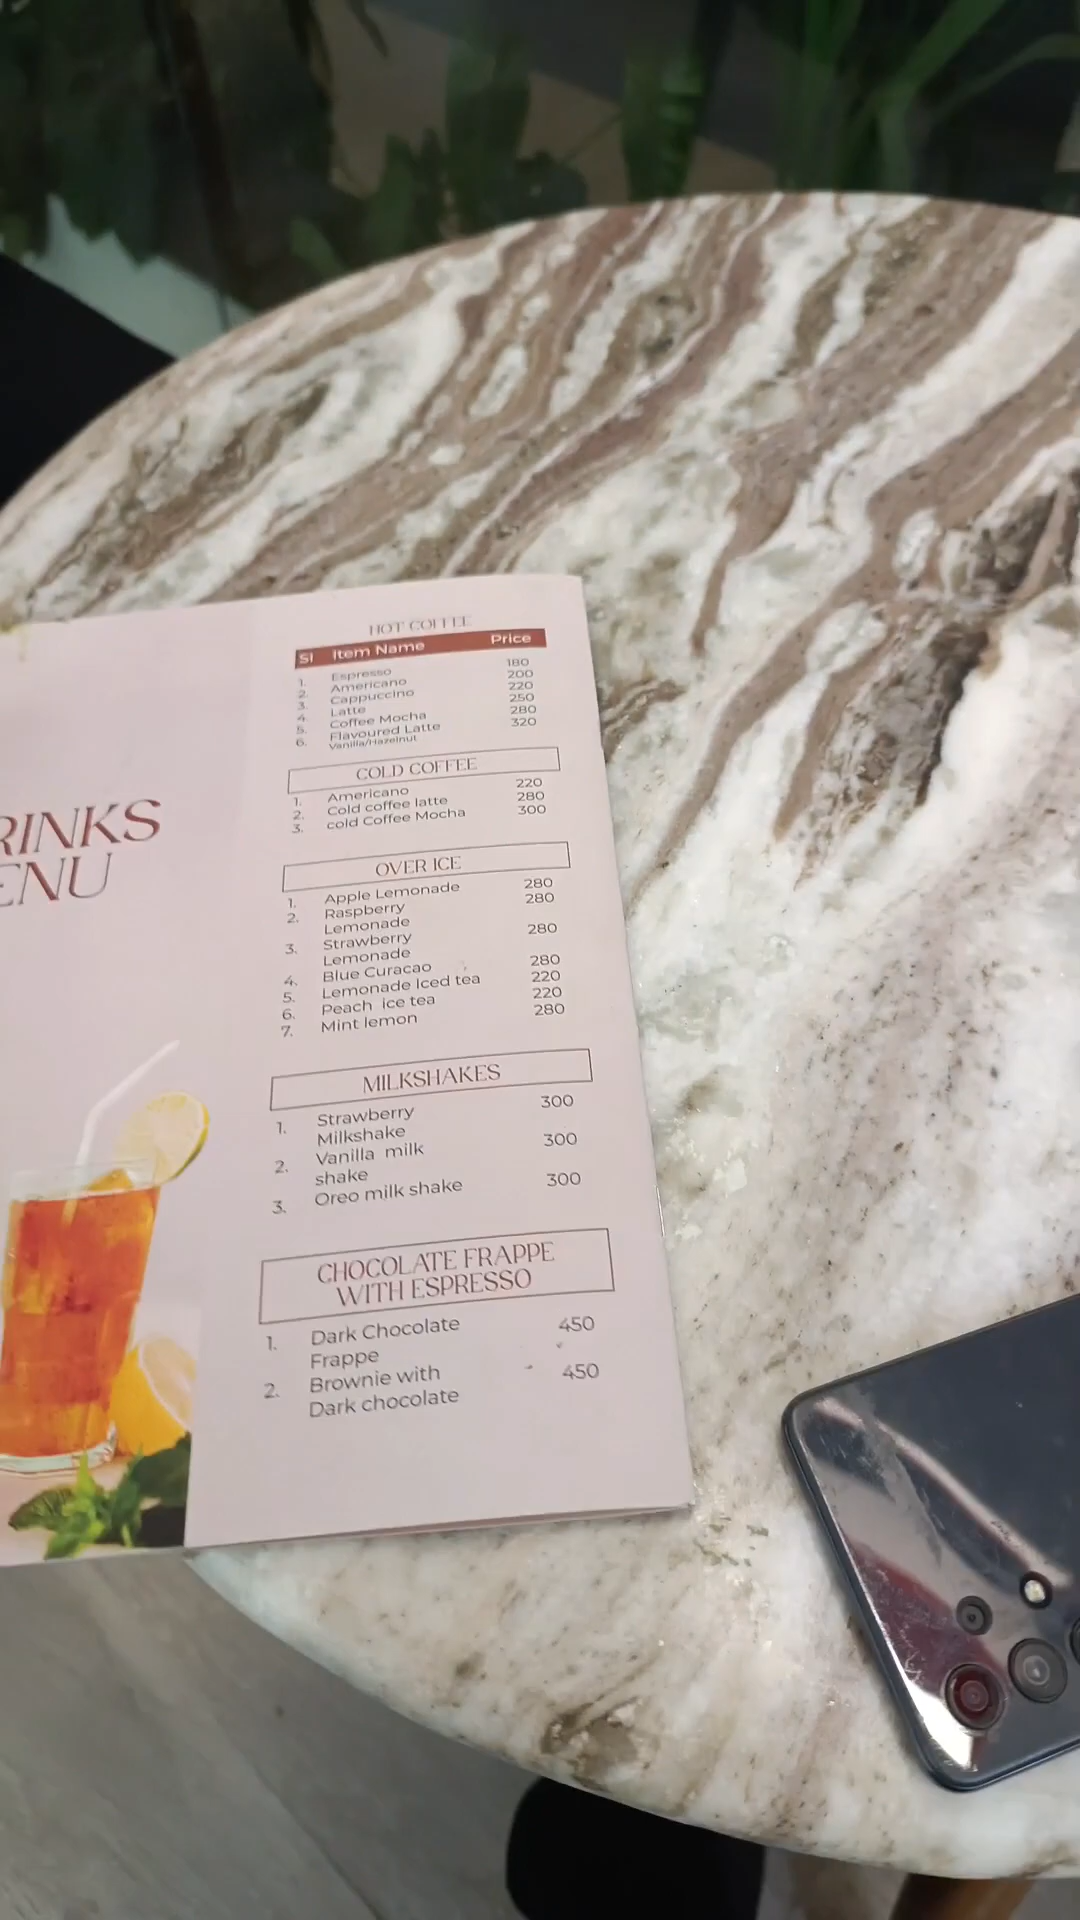 RINKS
ENU
HOT COFFEE
Sl Item Name Price
1. Espresso 180
2. Americano 200
3. Cappuccino 220
4. Latte 250
5. Coffee Mocha 280
6. Flavoured Latte 320
Vanilla/Hazelnut
COLD COFFEE
1. Americano 220
2. Cold coffee latte 280
3. cold Coffee Mocha 300
OVER ICE
1. Apple Lemonade 280
2. Raspberry 280
Lemonade
3. Strawberry 280
Lemonade
4. Blue Curacao 280
5. Lemonade Iced tea 220
6. Peach ice tea 220
7. Mint lemon 280
MILKSHAKES
1. Strawberry 300
Milkshake
2. Vanilla milk 300
shake
3. Oreo milk shake 300
CHOCOLATE FRAPPE
WITH ESPRESSO
1. Dark Chocolate 450
Frappe
2. Brownie with 450
Dark chocolate